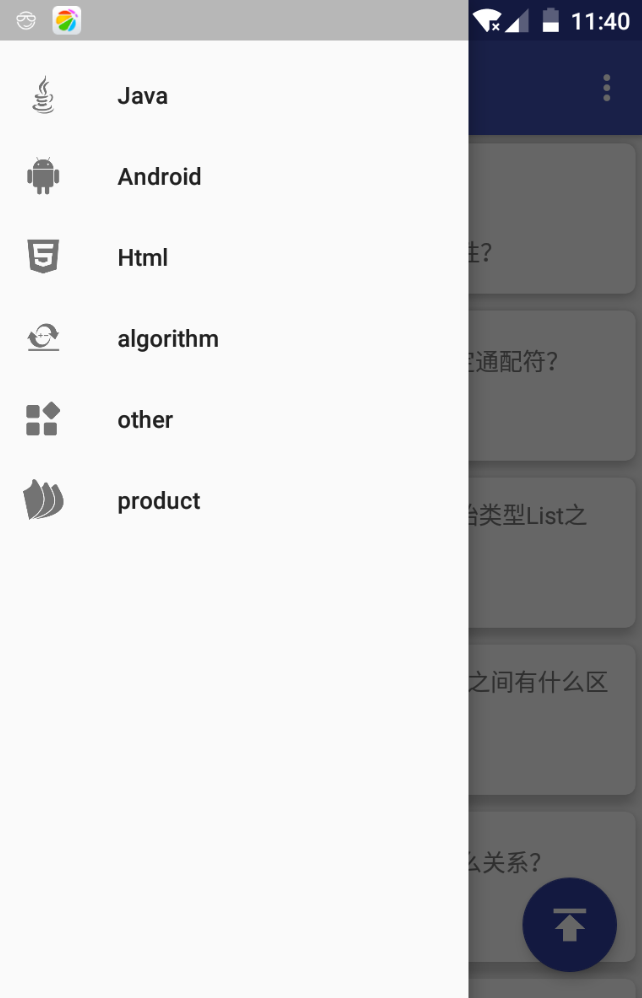 11:40
Java
Android
Html
algorithm
other
product
性?
定通配符?
始类型List之
之间有什么区
么关系?